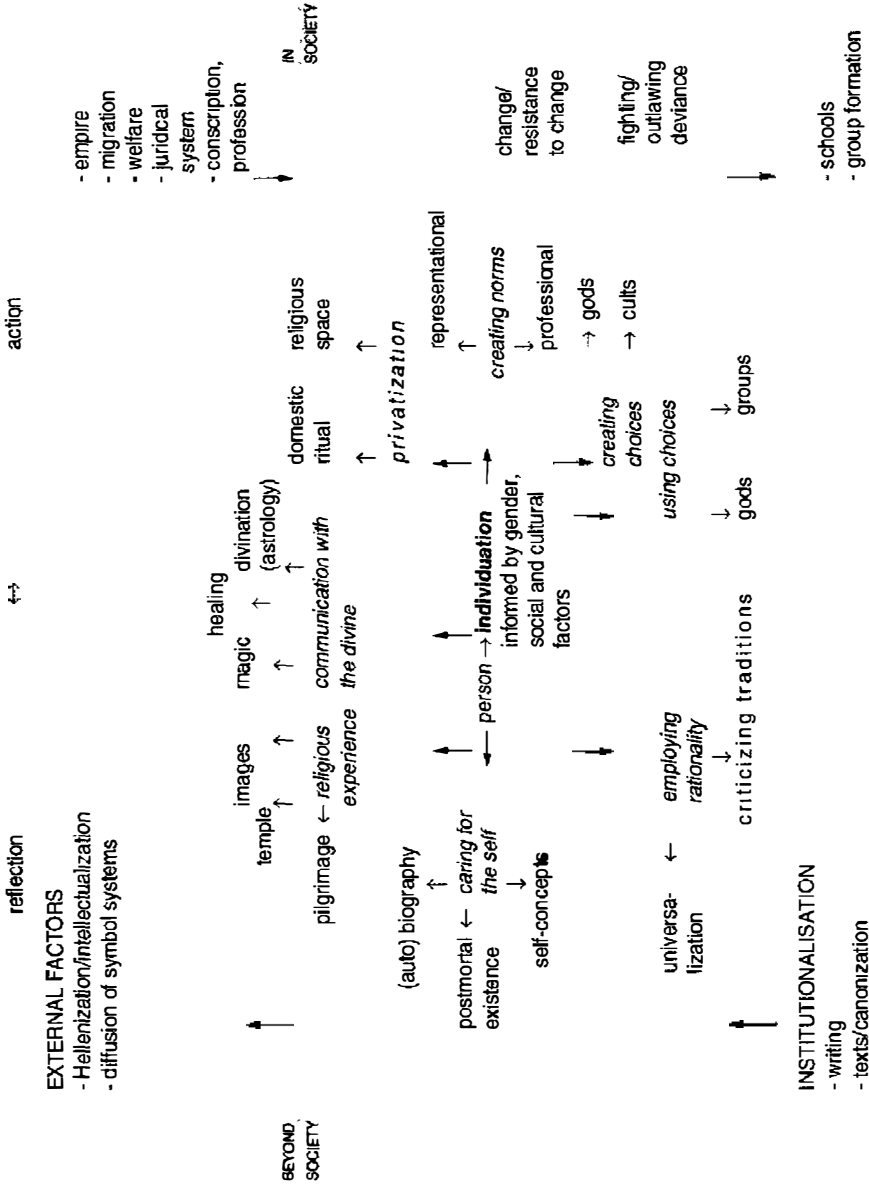 reflection ↔ action
EXTERNAL FACTORS
- Hellenization/intellectualization
- diffusion of symbol systems
- empire
- migration
- welfare
- juridical
system
- conscription,
profession
BEYOND
SOCIETY
IN
SOCIETY
healing
temple
images
magic
divination
(astrology)
domestic
ritual
religious
space
↑ ↑ ↑ ↑ ↑ ↑ ↑
pilgrimage ← religious
experience
communication with
the divine
privatization
(auto) biography
↑
postmortal ← caring for
existence
the self
↓
self-concepts
← person → individuation →
informed by gender,
social and cultural
factors
representational
↑
creating norms
↓
professional
change/
resistance
to change
fighting/
outlawing
deviance
universa-
lization
←
employing
rationality
↓
criticizing traditions
creating
choices
→ gods
→ cults
using choices
↓ ↓
gods
groups
INSTITUTIONALISATION
- writing
- texts/canonization
- schools
- group formation